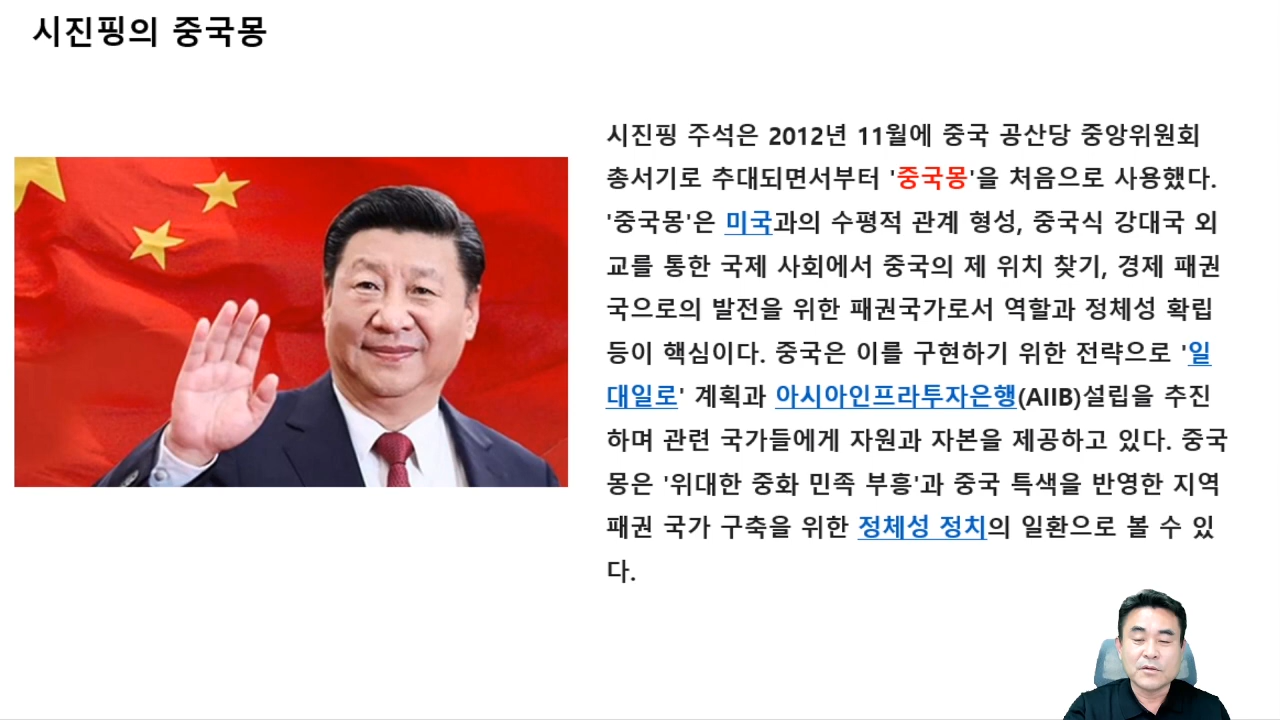 시진핑의 중국몽
시진핑 주석은 2012년 11월에 중국 공산당 중앙위원회
총서기로 추대되면서부터 '중국몽'을 처음으로 사용했다.
'중국몽'은 미국과의 수평적 관계 형성, 중국식 강대국 외
교를 통한 국제 사회에서 중국의 제 위치 찾기, 경제 패권
국으로의 발전을 위한 패권국가로서 역할과 정체성 확립
등이 핵심이다. 중국은 이를 구현하기 위한 전략으로 '일
대일로' 계획과 아시아인프라투자은행(AIIB)설립을 추진
하며 관련 국가들에게 자원과 자본을 제공하고 있다. 중국
몽은 '위대한 중화 민족 부흥'과 중국 특색을 반영한 지역
패권 국가 구축을 위한 정체성 정치의 일환으로 볼 수 있
다.